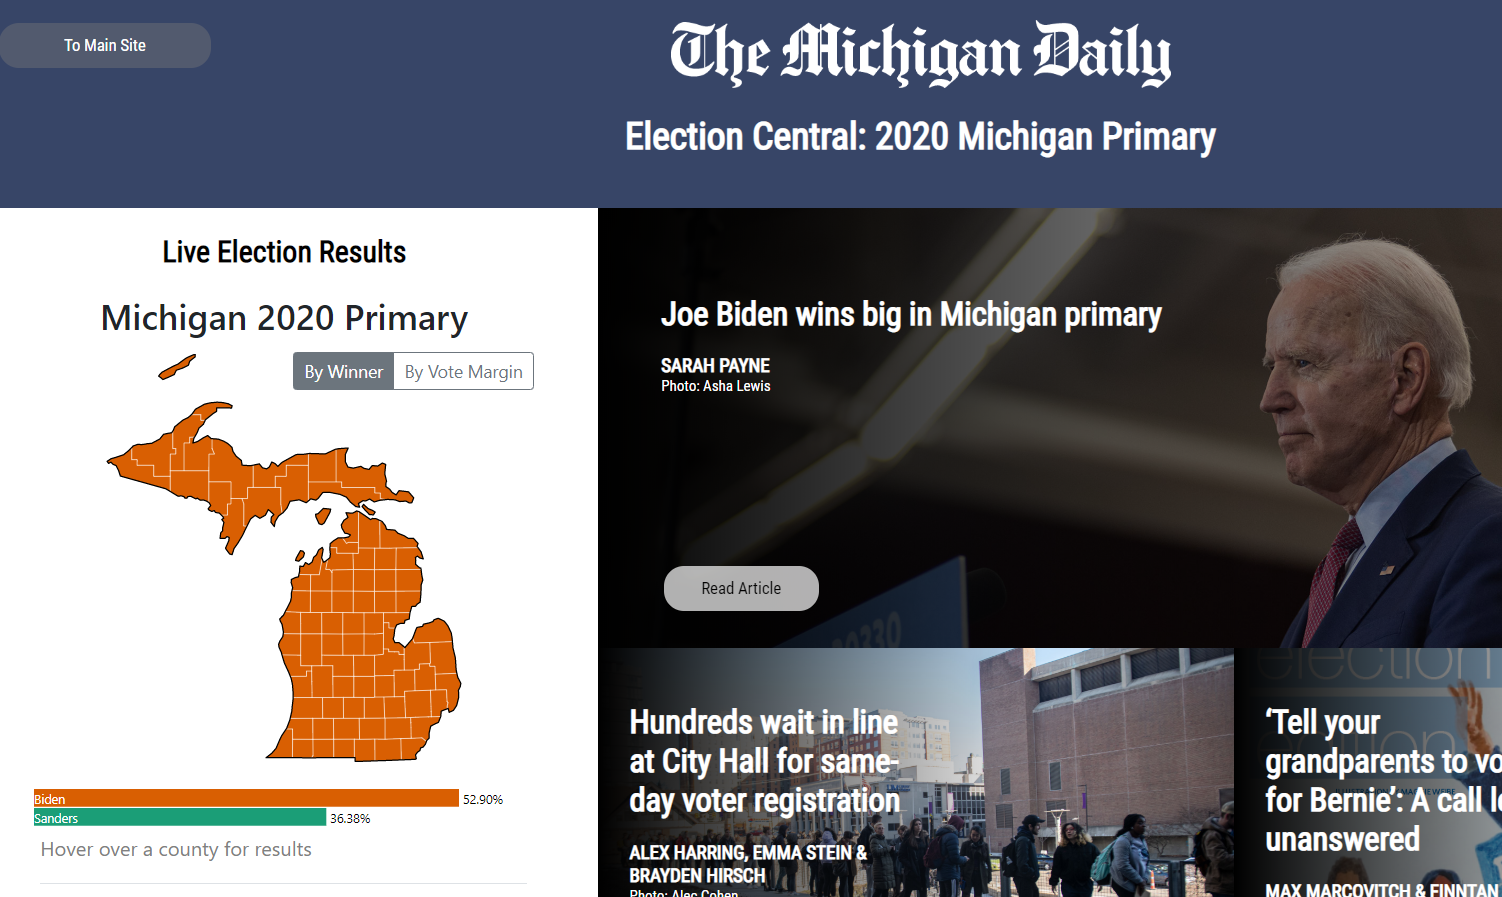 To Main Site
The Michigan Daily
Election Central: 2020 Michigan Primary
Live Election Results
Michigan 2020 Primary
By Winner
By Vote Margin
Biden
52.90%
Sanders
36.38%
Hover over a county for results
Joe Biden wins big in Michigan primary
SARAH PAYNE
Photo: Asha Lewis
Read Article
30330
Hundreds wait in line
at City Hall for same-
day voter registration
ALEX HARRING, EMMA STEIN &
BRAYDEN HIRSCH
Photo: Alec Cohen
election
‘Tell your
grandparents to vo
for Bernie’: A call le
unanswered
MAX MARCOVITCH & FINNTAN